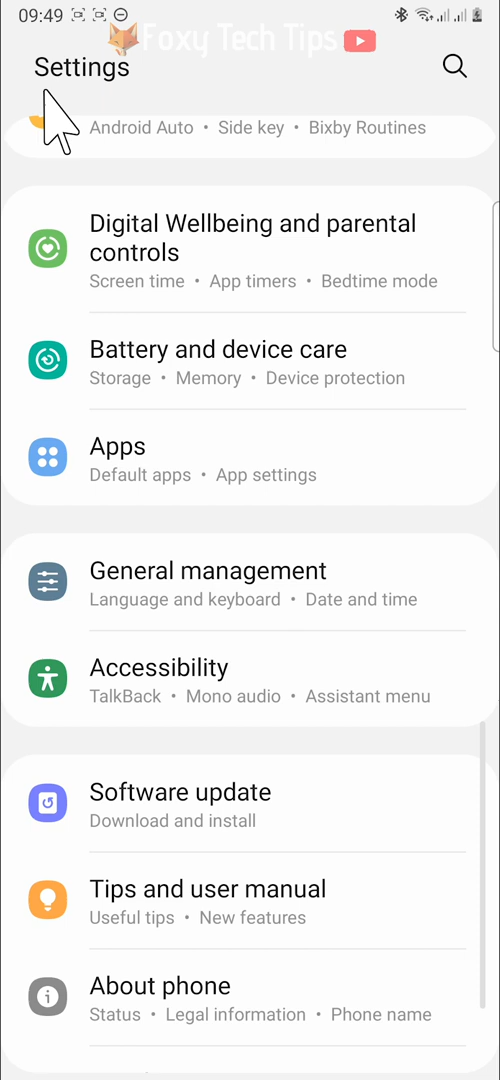 09:49
Foxy Tech Tips
Settings
Android Auto • Side key • Bixby Routines
Digital Wellbeing and parental
controls
Screen time • App timers • Bedtime mode
Battery and device care
Storage • Memory • Device protection
Apps
Default apps • App settings
General management
Language and keyboard • Date and time
Accessibility
TalkBack • Mono audio • Assistant menu
Software update
Download and install
Tips and user manual
Useful tips • New features
About phone
Status • Legal information • Phone name